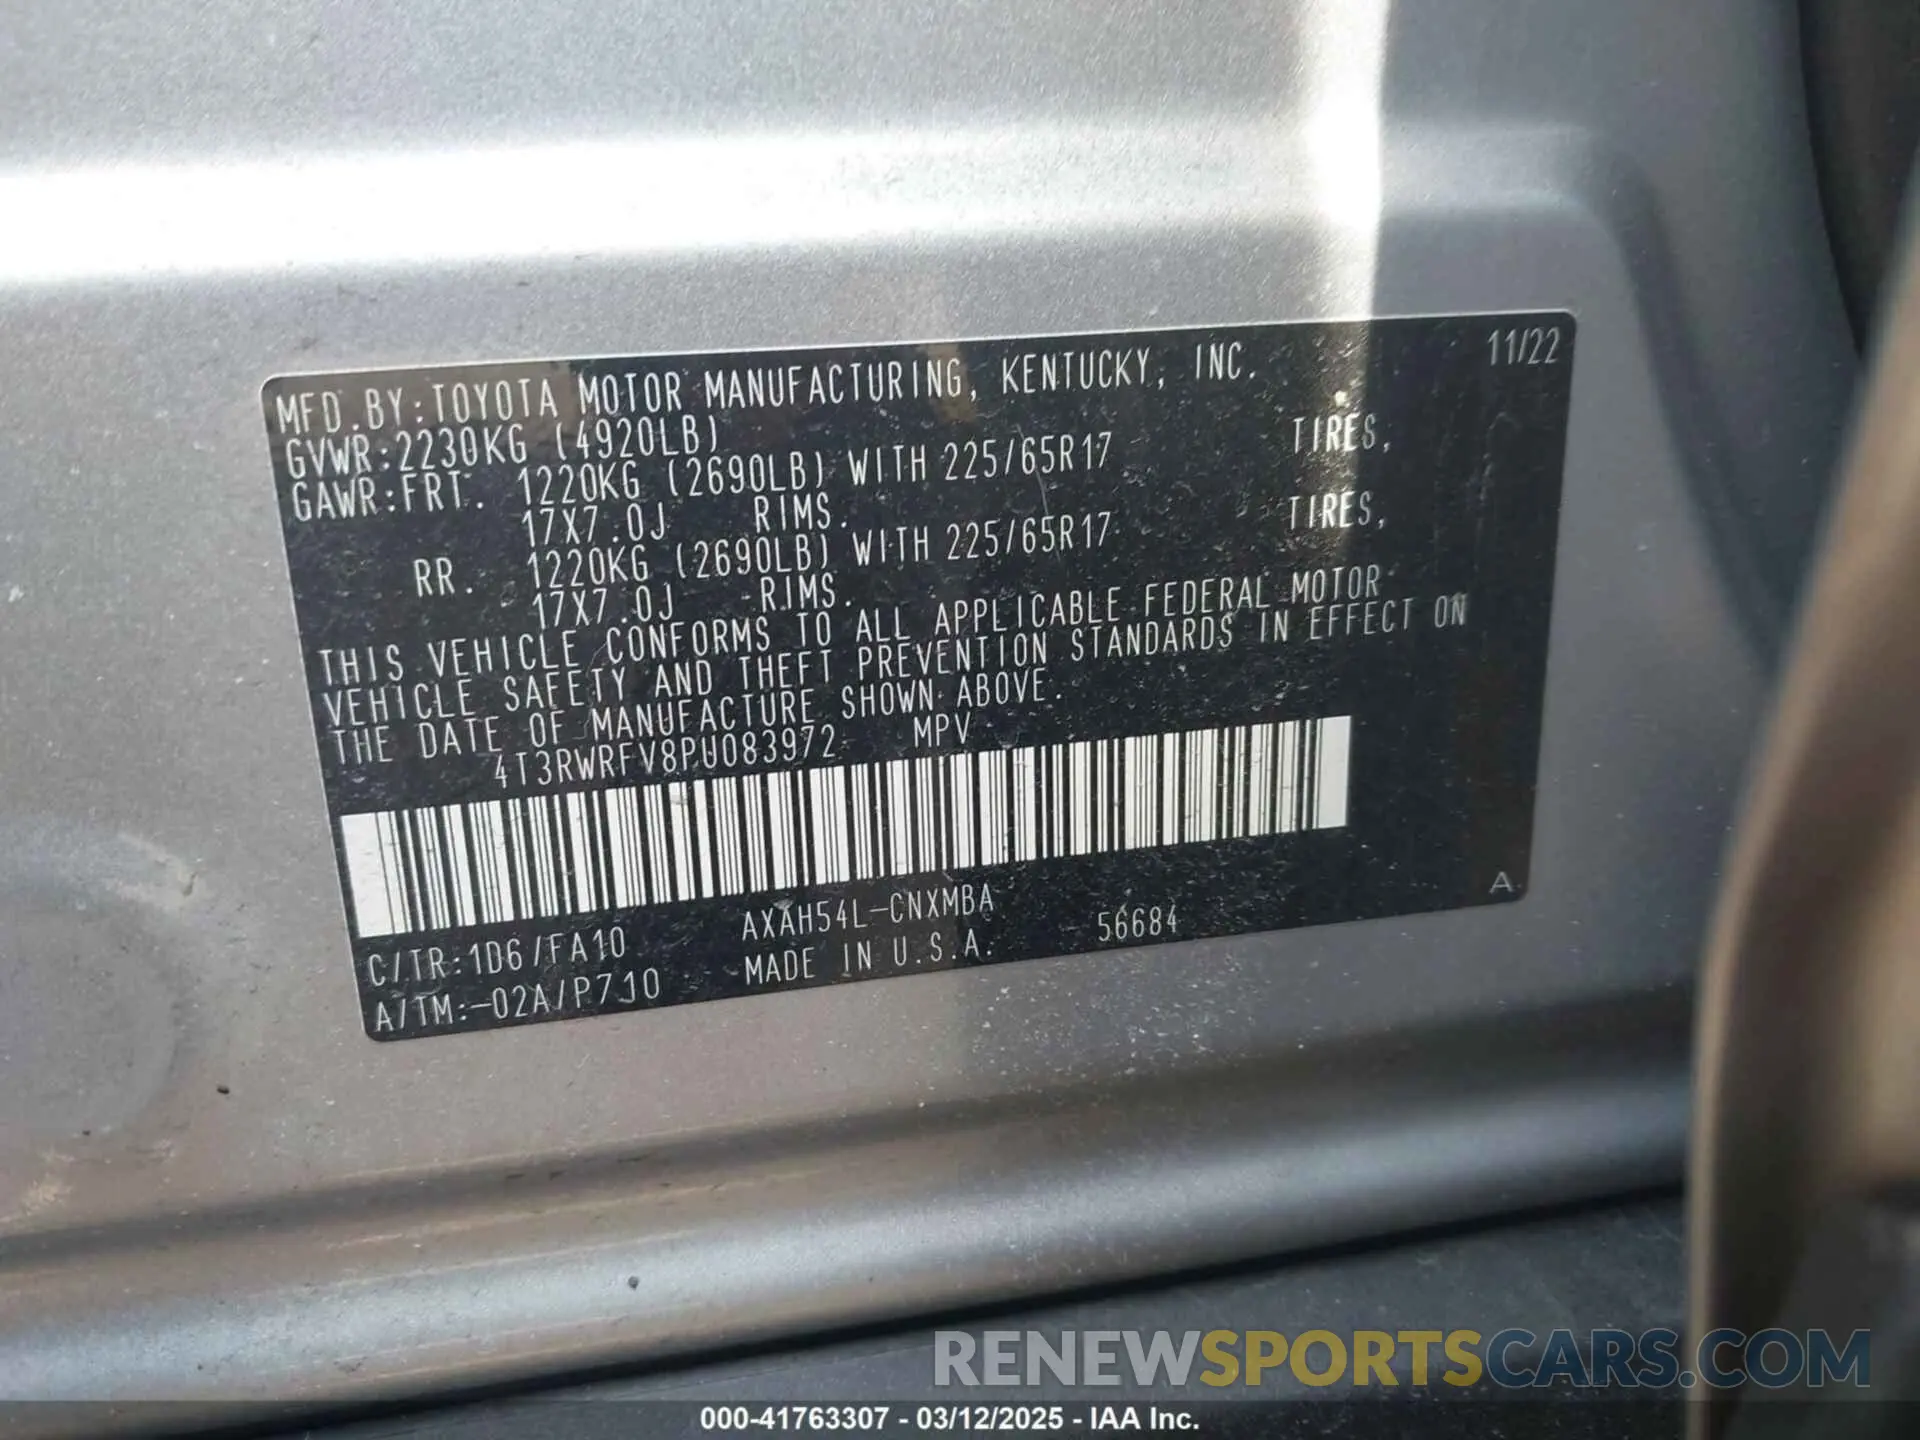 11/22
MFD.BY:TOYOTA MOTOR MANUFACTURING, KENTUCKY, INC.
GVWR:2230KG (4920LB)
GAWR:FRT. 1220KG (2690LB) WITH 225/65R17 TIRES,
17X7.0J RIMS.
RR. 1220KG (2690LB) WITH 225/65R17 TIRES,
17X7.0J RIMS.
THIS VEHICLE CONFORMS TO ALL APPLICABLE FEDERAL MOTOR
VEHICLE SAFETY AND THEFT PREVENTION STANDARDS IN EFFECT ON
THE DATE OF MANUFACTURE SHOWN ABOVE.
4T3RWRFV8PU083972 MPV
C/TR:1D6/FA10 AXAH54L-CNXMBA A
A/TM:-02A/P710 MADE IN U.S.A. 56684
RENEWSPORTSCARS.COM
000-41763307 - 03/12/2025 - IAA Inc.